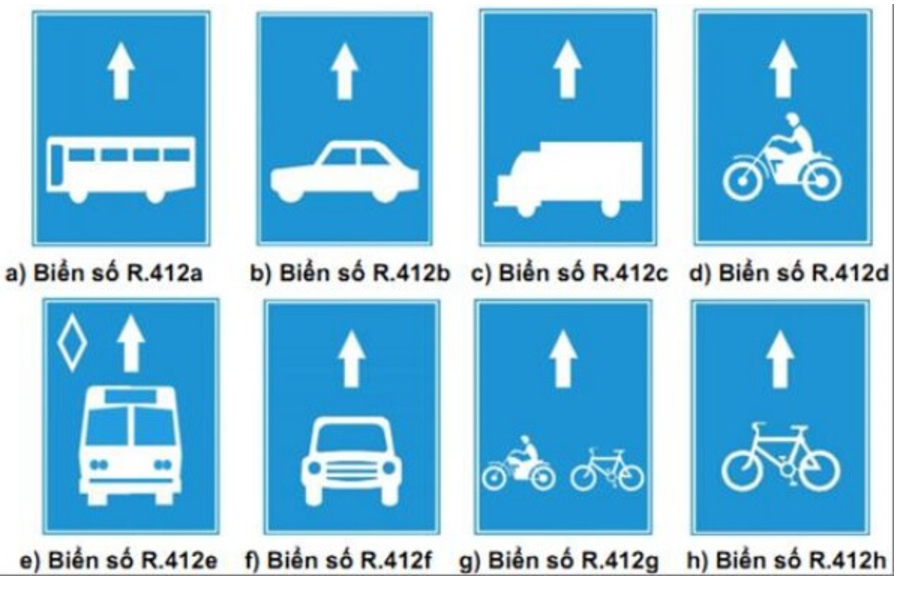 a) Biển số R.412a
b) Biển số R.412b
c) Biển số R.412c
d) Biển số R.412d
e) Biển số R.412e
f) Biển số R.412f
g) Biển số R.412g
h) Biển số R.412h